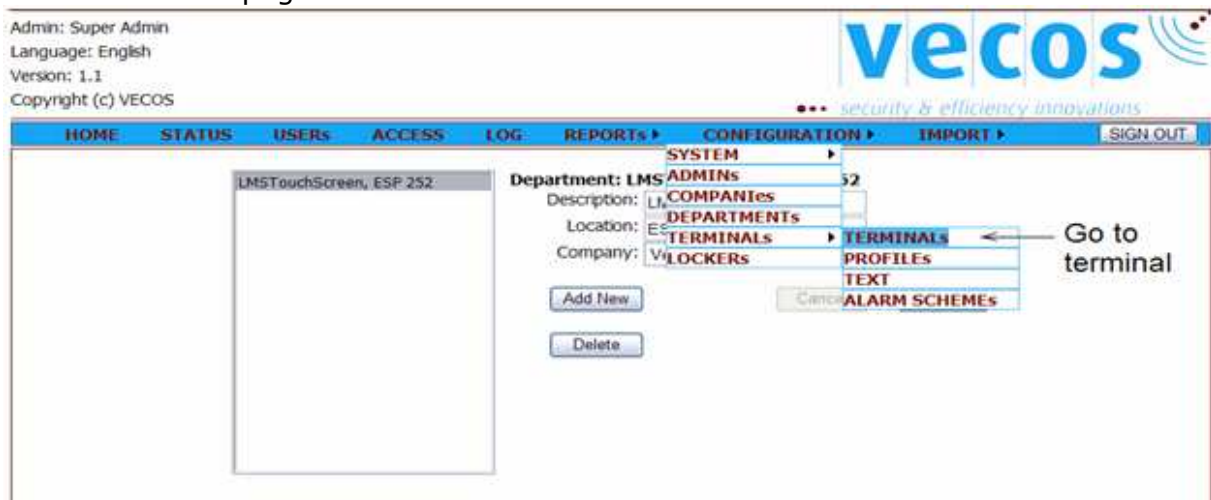 Admin: Super Admin
Language: English
Version: 1.1
Copyright (c) VECOS
vecos
security & efficiency innovations
HOME STATUS USERs ACCESS LOG REPORTs CONFIGURATION IMPORT SIGN OUT
SYSTEM
ADMINs
COMPANIes
DEPARTMENTs
TERMINALs
LOCKERs
TERMINALs
PROFILEs
TEXT
ALARM SCHEMEs
Go to
terminal
LMSTouchScreen, ESP 252
Department: LMS 52
Description:
Location: ES
Company:
Add New
Delete